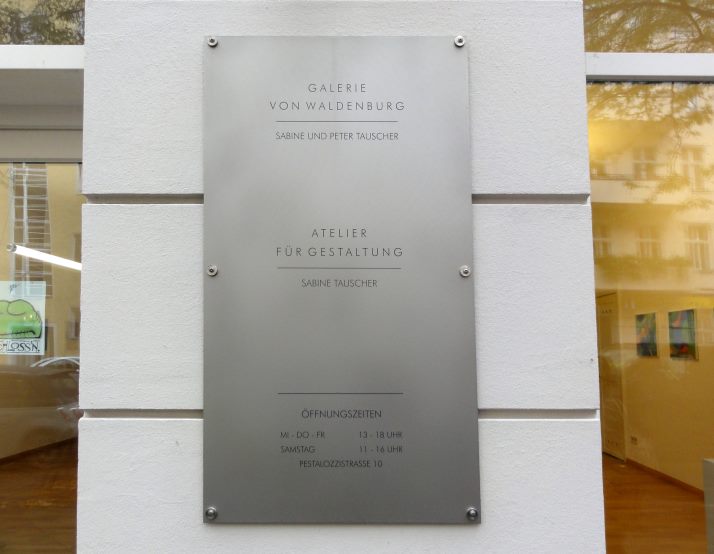 GALERIE
VON WALDENBURG
SABINE UND PETER TAUSCHER
ATELIER
FÜR GESTALTUNG
SABINE TAUSCHER
ÖFFNUNGSZEITEN
MI - DO - FR 13 - 18 UHR
SAMSTAG 11 - 16 UHR
PESTALOZZISTRASSE 10